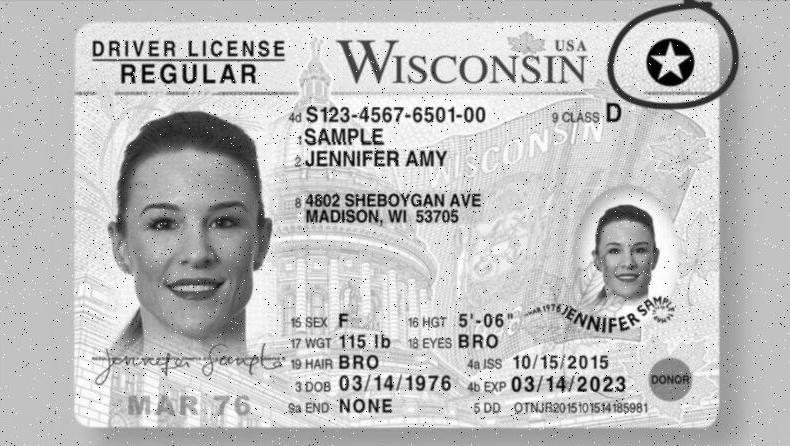 DRIVER LICENSE
REGULAR
WISCONSIN USA
4d S123-4567-6501-00
9 CLASS D
1 SAMPLE
2 JENNIFER AMY
8 4802 SHEBOYGAN AVE
MADISON, WI 53705
WISCONSIN
15 SEX F 16 HGT 5'-06"
17 WGT 115 lb 18 EYES BRO
19 HAIR BRO 4a ISS 10/15/2015
3 DOB 03/14/1976 4b EXP 03/14/2023
9a END NONE 5 DD OTNJR2015101514185981
MAR 1976 JENNIFER SAMPLE
DONOR
Jennifer Sample
MAR 76